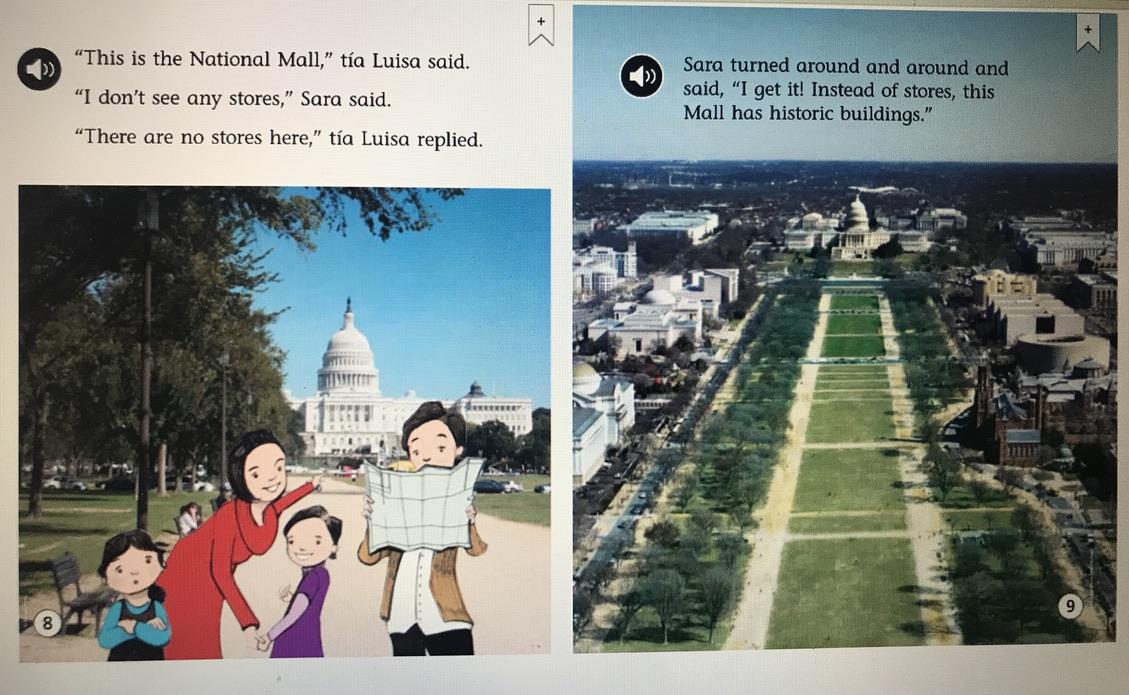 “This is the National Mall,” tía Luisa said.
“I don’t see any stores,” Sara said.
“There are no stores here,” tía Luisa replied.
8
Sara turned around and around and
said, “I get it! Instead of stores, this
Mall has historic buildings.”
9